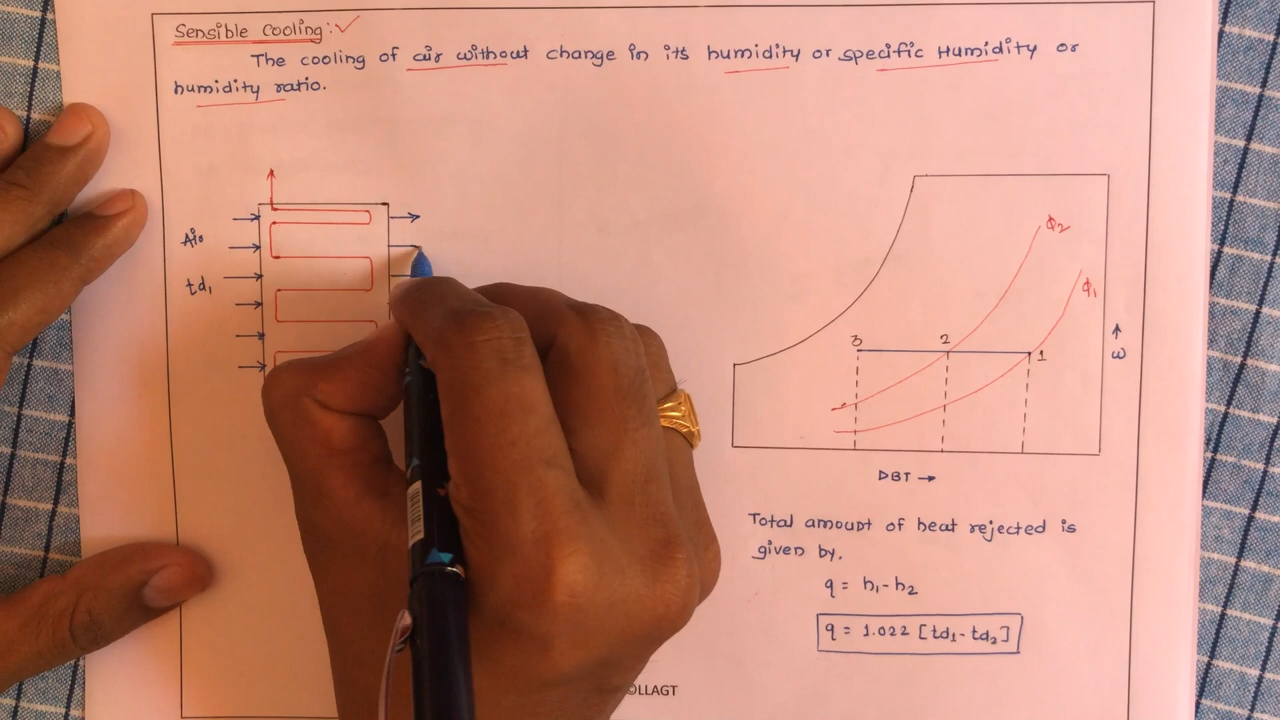 Sensible Cooling:
The cooling of air without change in its humidity or specific Humidity or
humidity ratio.
Air
td₁
ϕ₂
ϕ₁
3 2 1
ω
DBT →
Total amount of heat rejected is
given by.
q = h₁-h₂
q = 1.022 [td₁-td₂]
©LLAGT